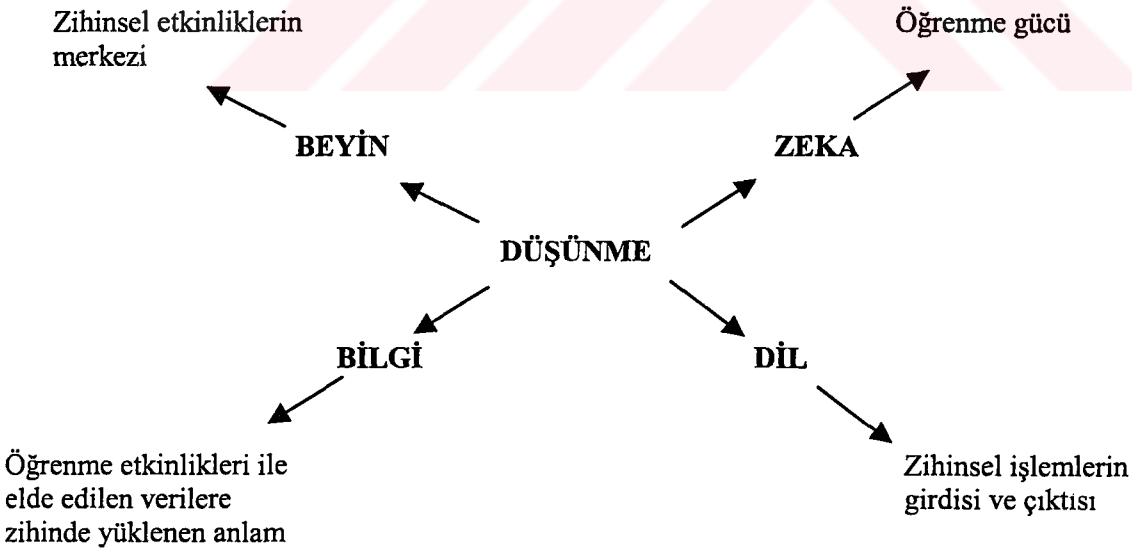 Zihinsel etkinliklerin
merkezi
Öğrenme gücü
BEYİN
ZEKA
DÜŞÜNME
BİLGİ
DİL
Öğrenme etkinlikleri ile
elde edilen verilere
zihinde yüklenen anlam
Zihinsel işlemlerin
girdisi ve çıktısı